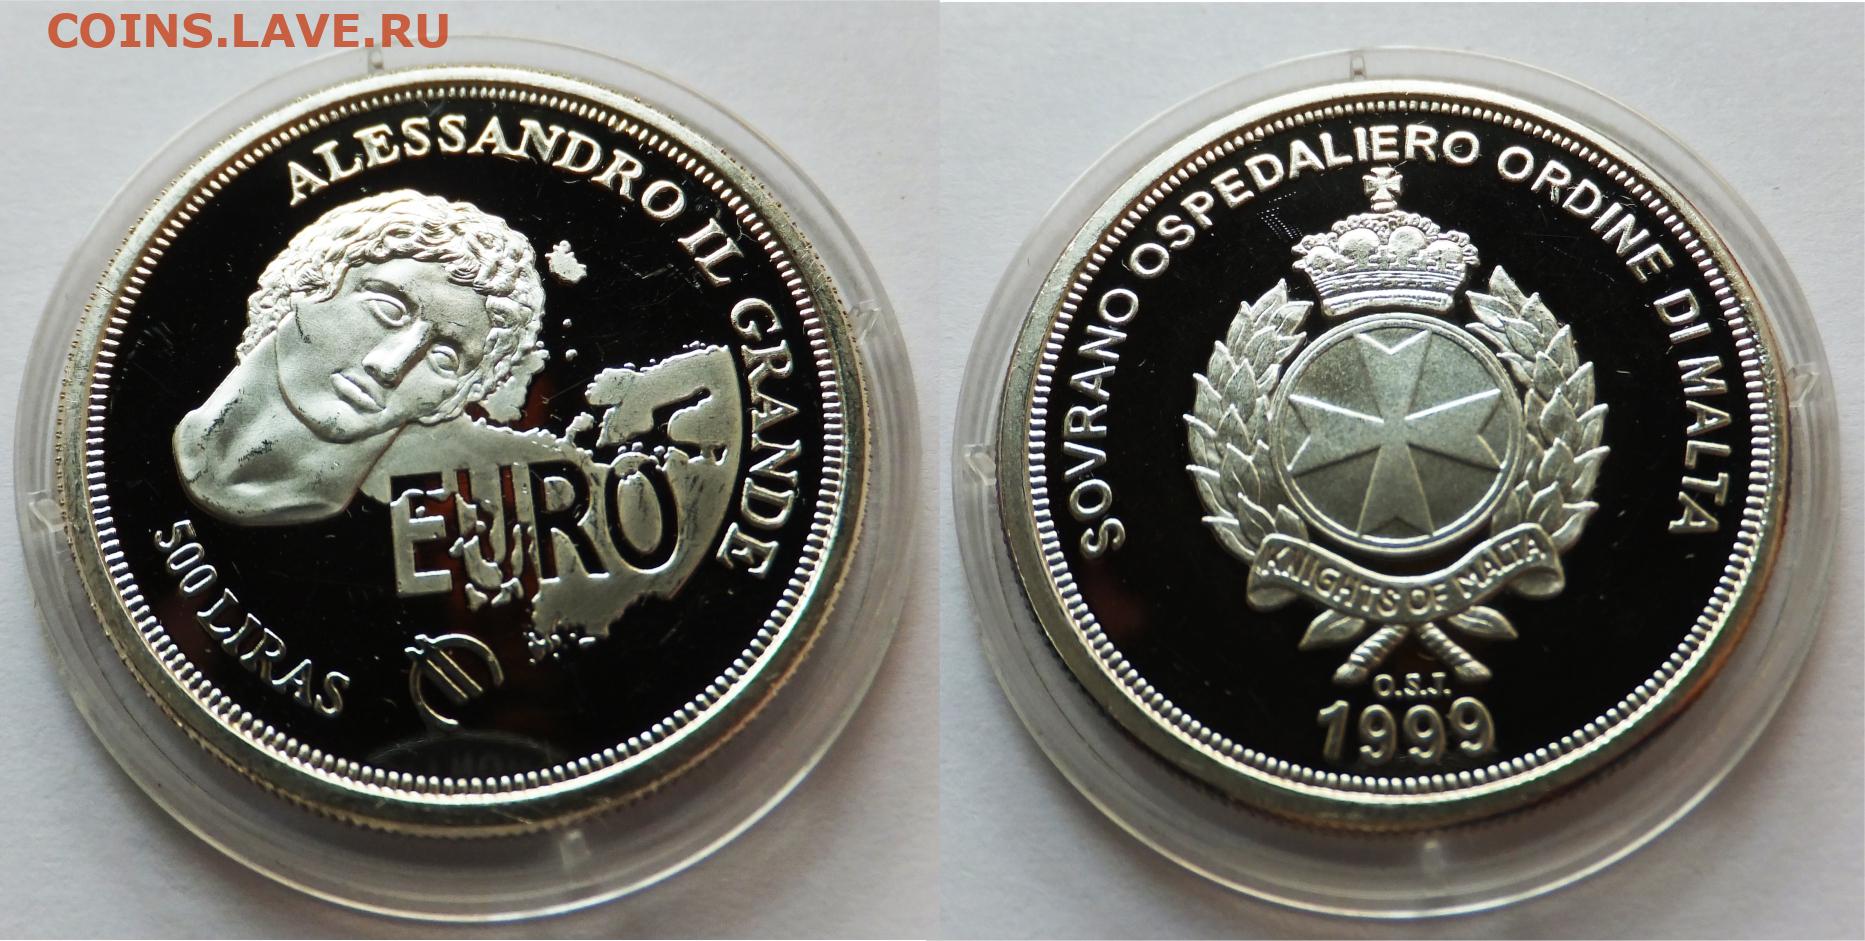 COINS.LAVE.RU
ALESSANDRO IL GRANDE
EURO
500 LIRAS
SOVRANO OSPEDALIERO ORDINE DI MALTA
KNIGHTS OF MALTA
O.S.J.
1999